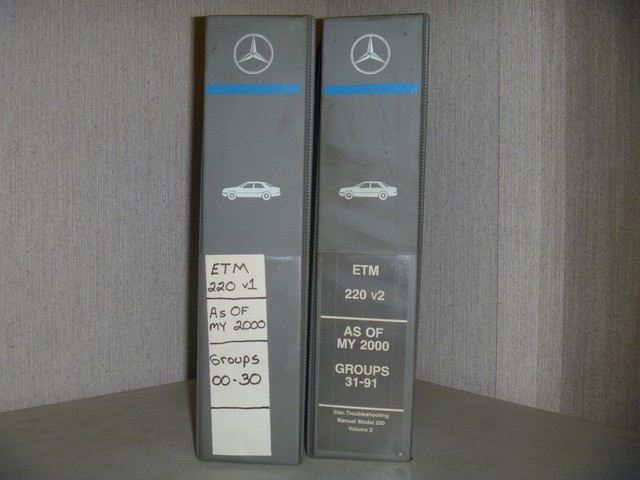 ETM
220 v1
As OF
MY 2000
Groups
00-30
ETM
220 v2
AS OF
MY 2000
GROUPS
31-91
Elec.Troubleshooting
Manual Model 220
Volume 2